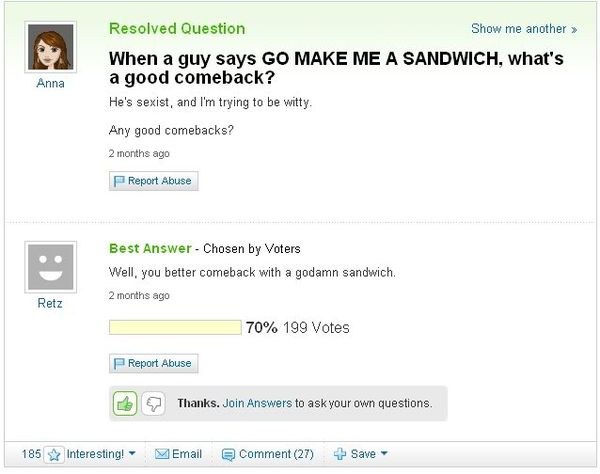 Resolved Question
Show me another »
Anna
When a guy says GO MAKE ME A SANDWICH, what's
a good comeback?
He's sexist, and I'm trying to be witty.
Any good comebacks?
2 months ago
Report Abuse
Retz
Best Answer - Chosen by Voters
Well, you better comeback with a godamn sandwich.
2 months ago
70% 199 Votes
Report Abuse
Thanks. Join Answers to ask your own questions.
185 Interesting! Email Comment (27) Save